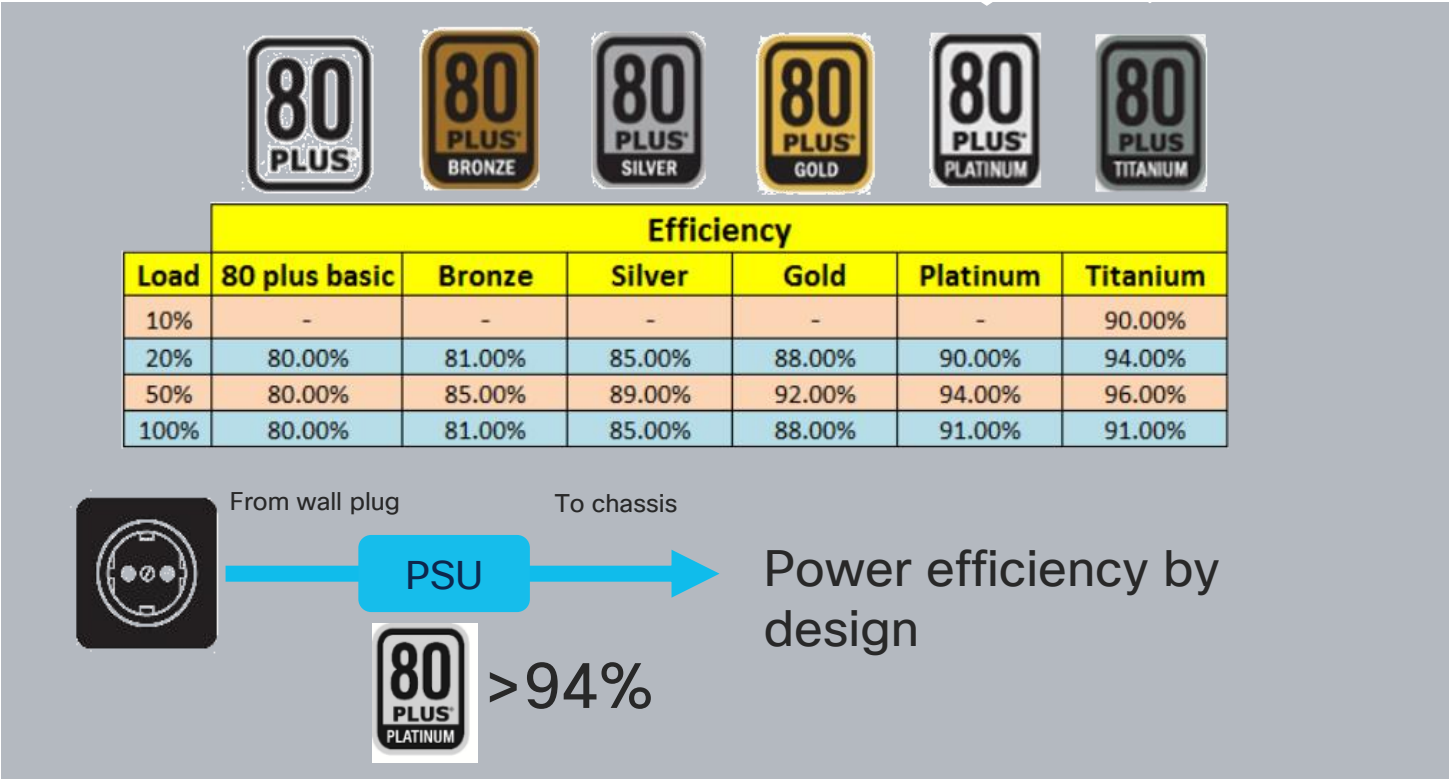 80 PLUS
80 PLUS BRONZE
80 PLUS SILVER
80 PLUS GOLD
80 PLUS PLATINUM
80 PLUS TITANIUM
Efficiency
Load 80 plus basic Bronze Silver Gold Platinum Titanium
10% - - - - - 90.00%
20% 80.00% 81.00% 85.00% 88.00% 90.00% 94.00%
50% 80.00% 85.00% 89.00% 92.00% 94.00% 96.00%
100% 80.00% 81.00% 85.00% 88.00% 91.00% 91.00%
From wall plug
To chassis
PSU
Power efficiency by
design
80
PLUS
PLATINUM
>94%